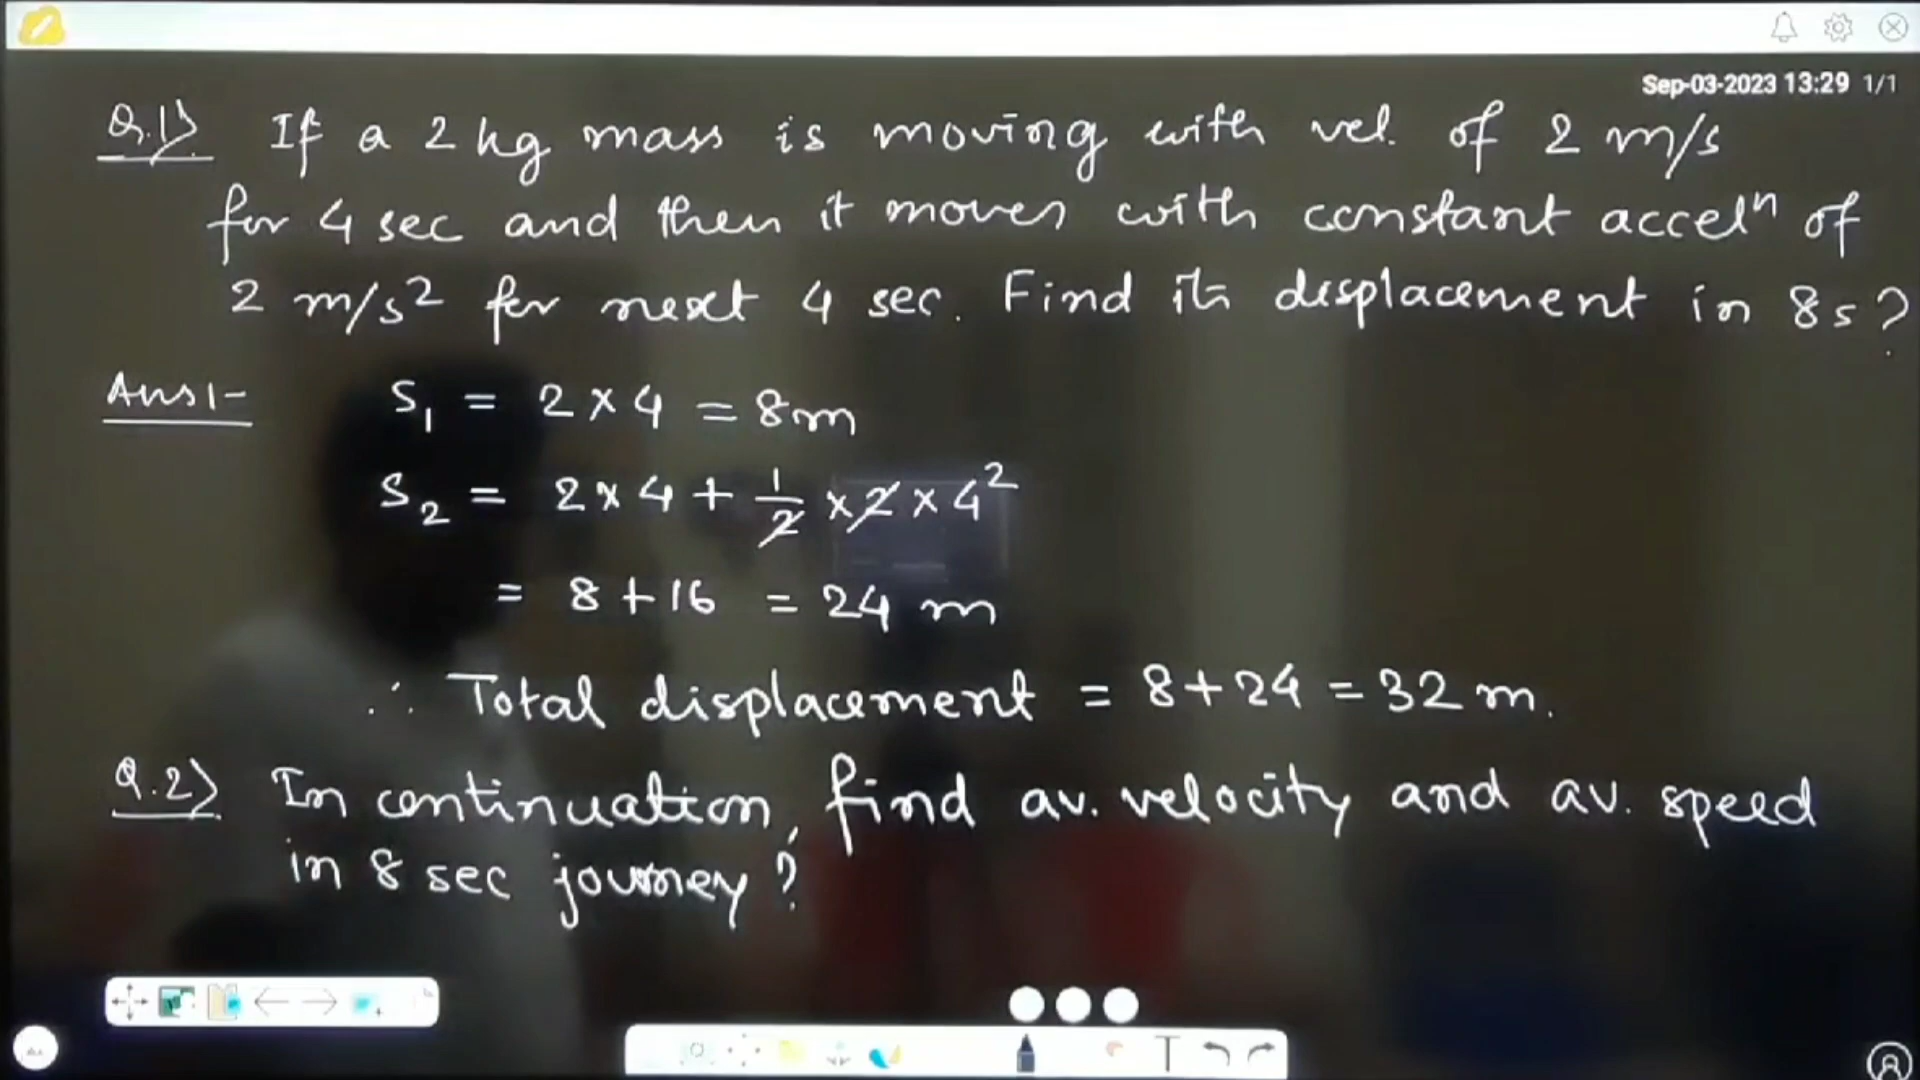 Sep-03-2023 13:29 1/1
Q.1) If a 2 kg mass is moving with vel. of 2 m/s
for 4 sec and then it moves with constant accelⁿ of
2 m/s² for next 4 sec. Find its displacement in 8s?
Ans:- S₁ = 2 × 4 = 8m
S₂ = 2 × 4 + 1/2 × 2 × 4²
= 8 + 16 = 24 m
∴ Total displacement = 8 + 24 = 32 m.
Q.2) In continuation, find av. velocity and av. speed
in 8 sec journey?
T